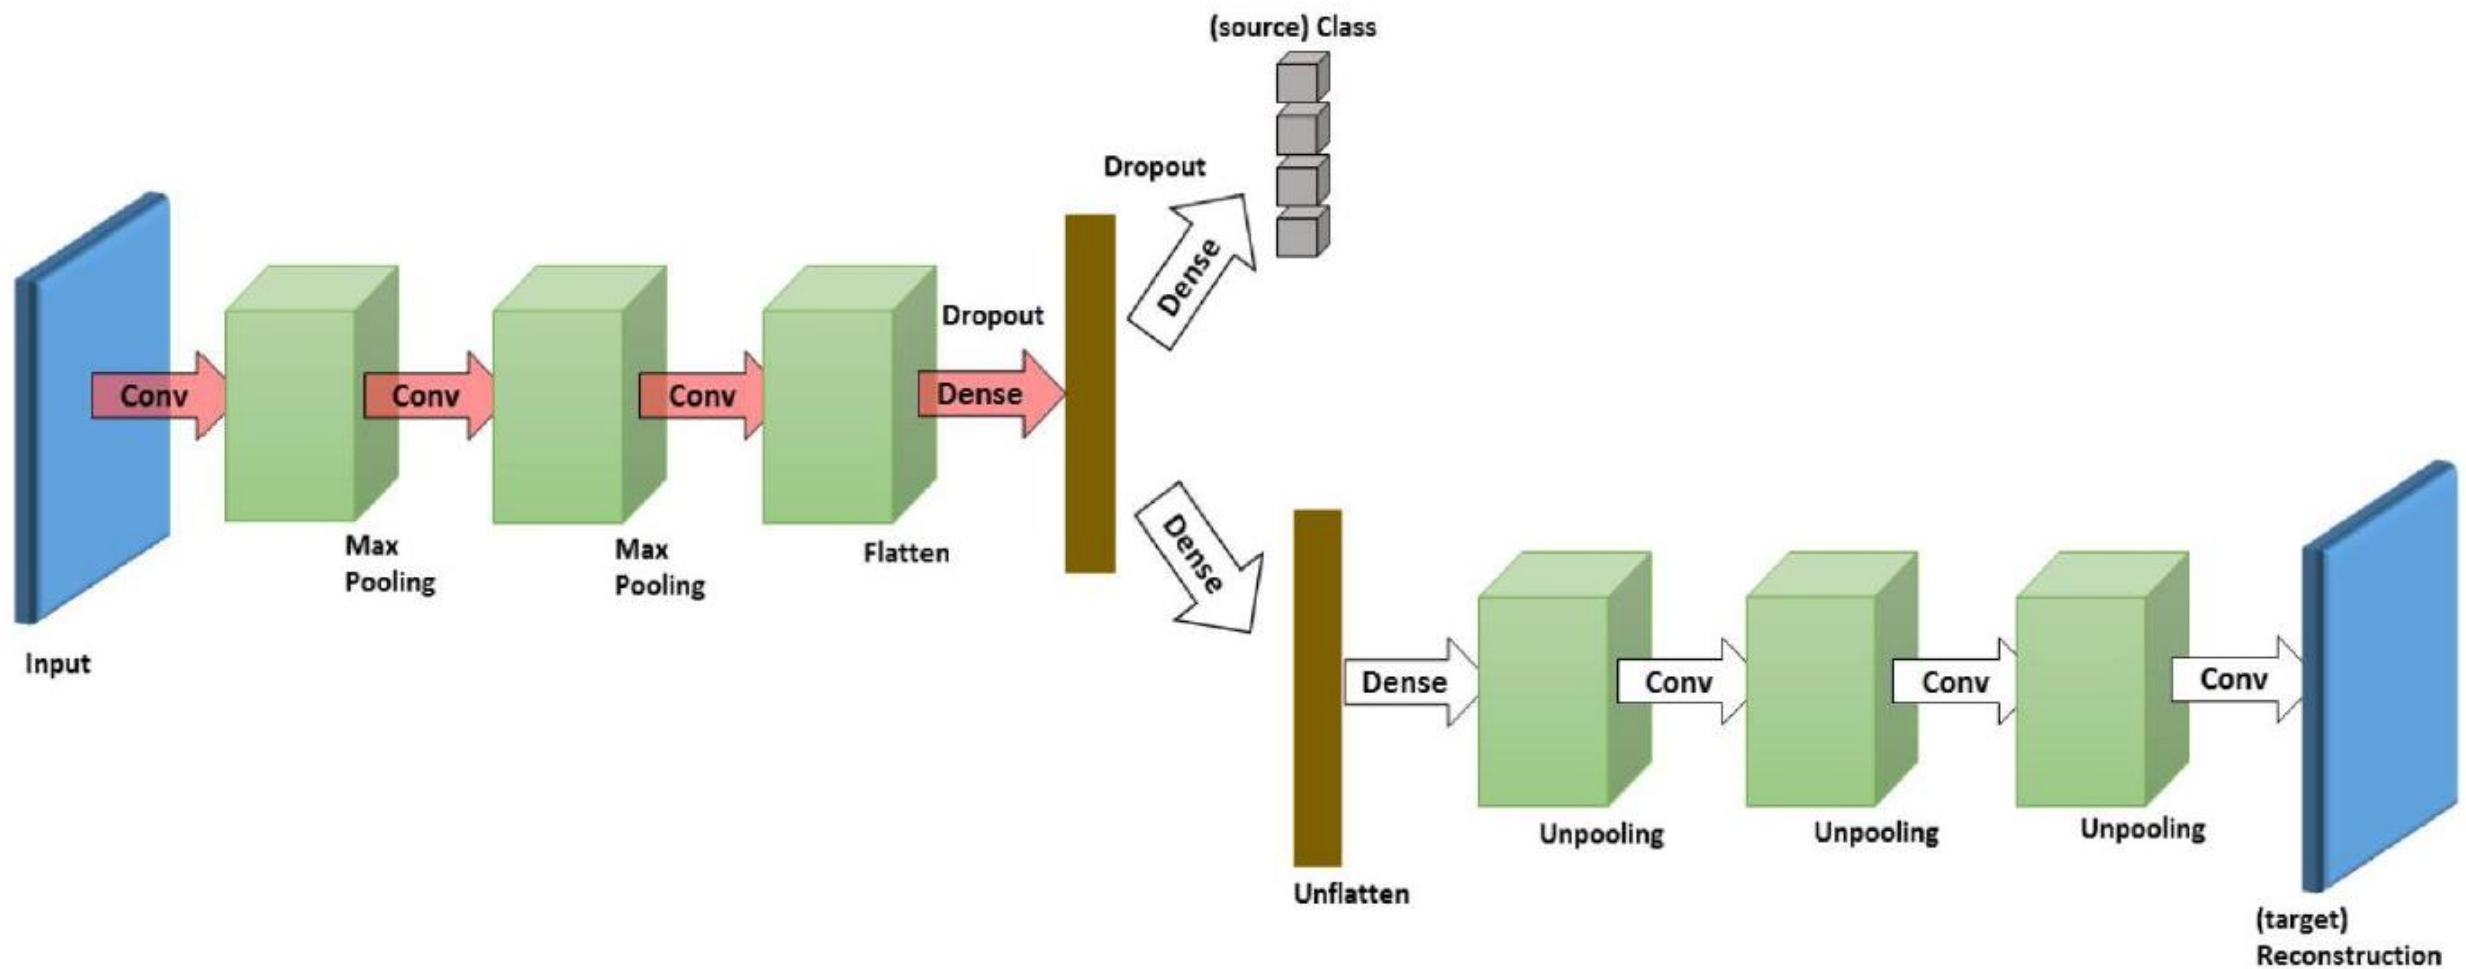 (source) Class
Dropout
Dense
Dropout
Conv
Conv
Conv
Dense
Max
Pooling
Max
Pooling
Flatten
Input
Dense
Dense
Conv
Conv
Conv
Unpooling
Unpooling
Unpooling
Unflatten
(target)
Reconstruction